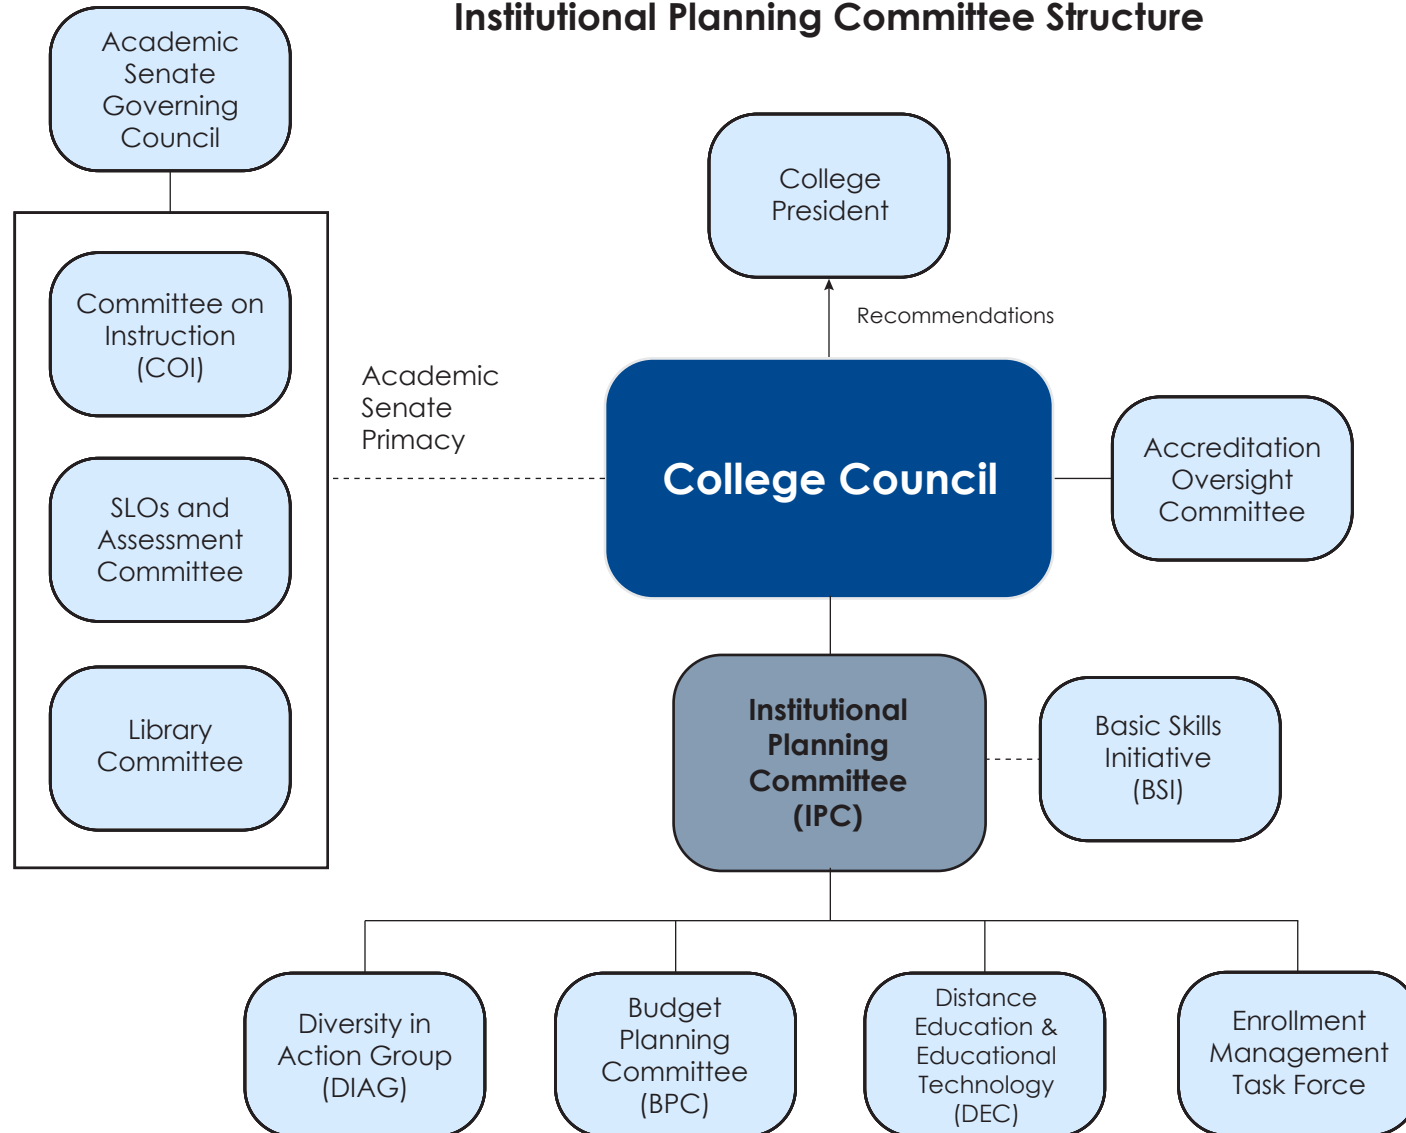 Institutional Planning Committee Structure
Academic
Senate
Governing
Council
College
President
Committee on
Instruction
(COI)
Recommendations
Academic
Senate
Primacy
College Council
Accreditation
Oversight
Committee
SLOs and
Assessment
Committee
Library
Committee
Institutional
Planning
Committee
(IPC)
Basic Skills
Initiative
(BSI)
Diversity in
Action Group
(DIAG)
Budget
Planning
Committee
(BPC)
Distance
Education &
Educational
Technology
(DEC)
Enrollment
Management
Task Force